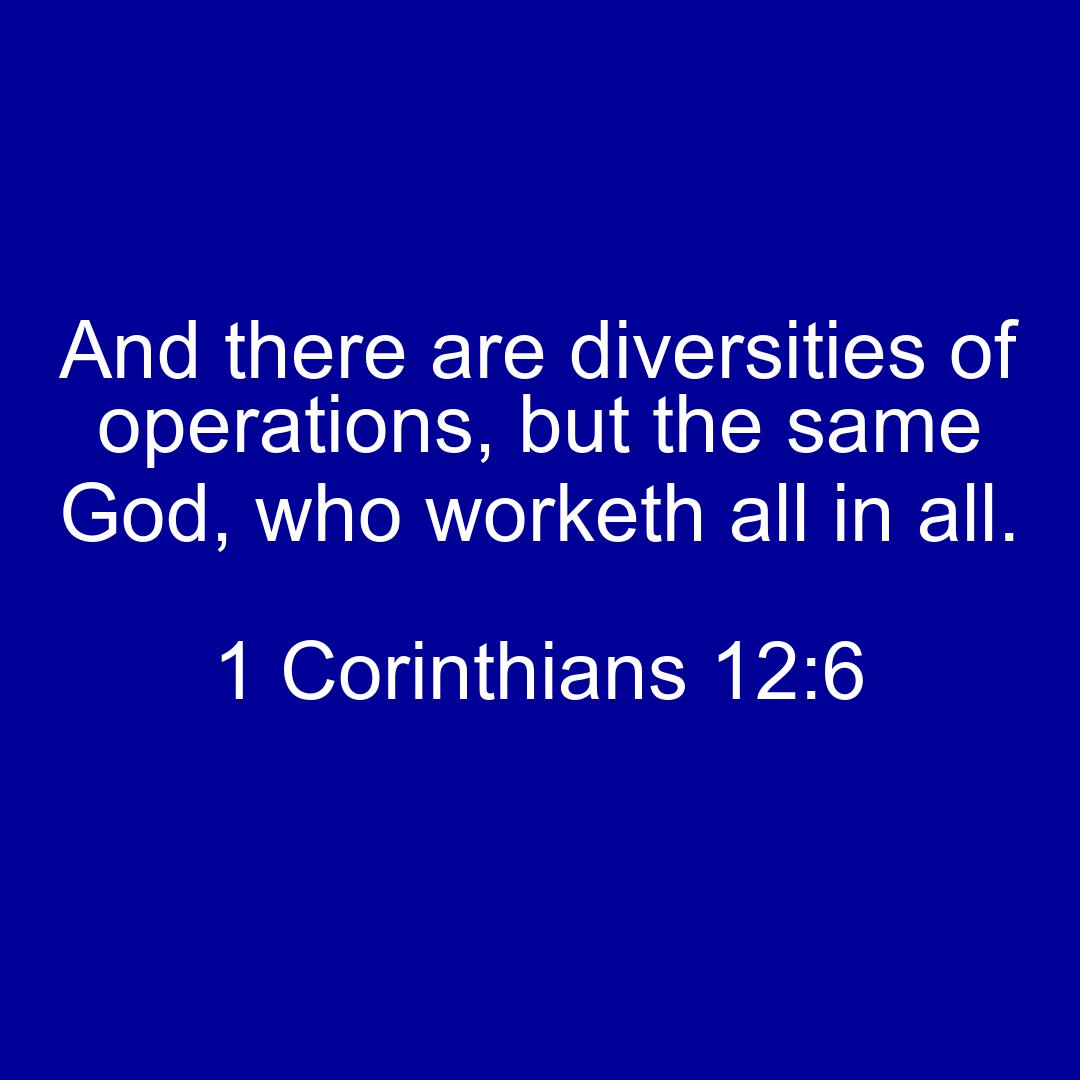 And there are diversities of
operations, but the same
God, who worketh all in all.
1 Corinthians 12:6